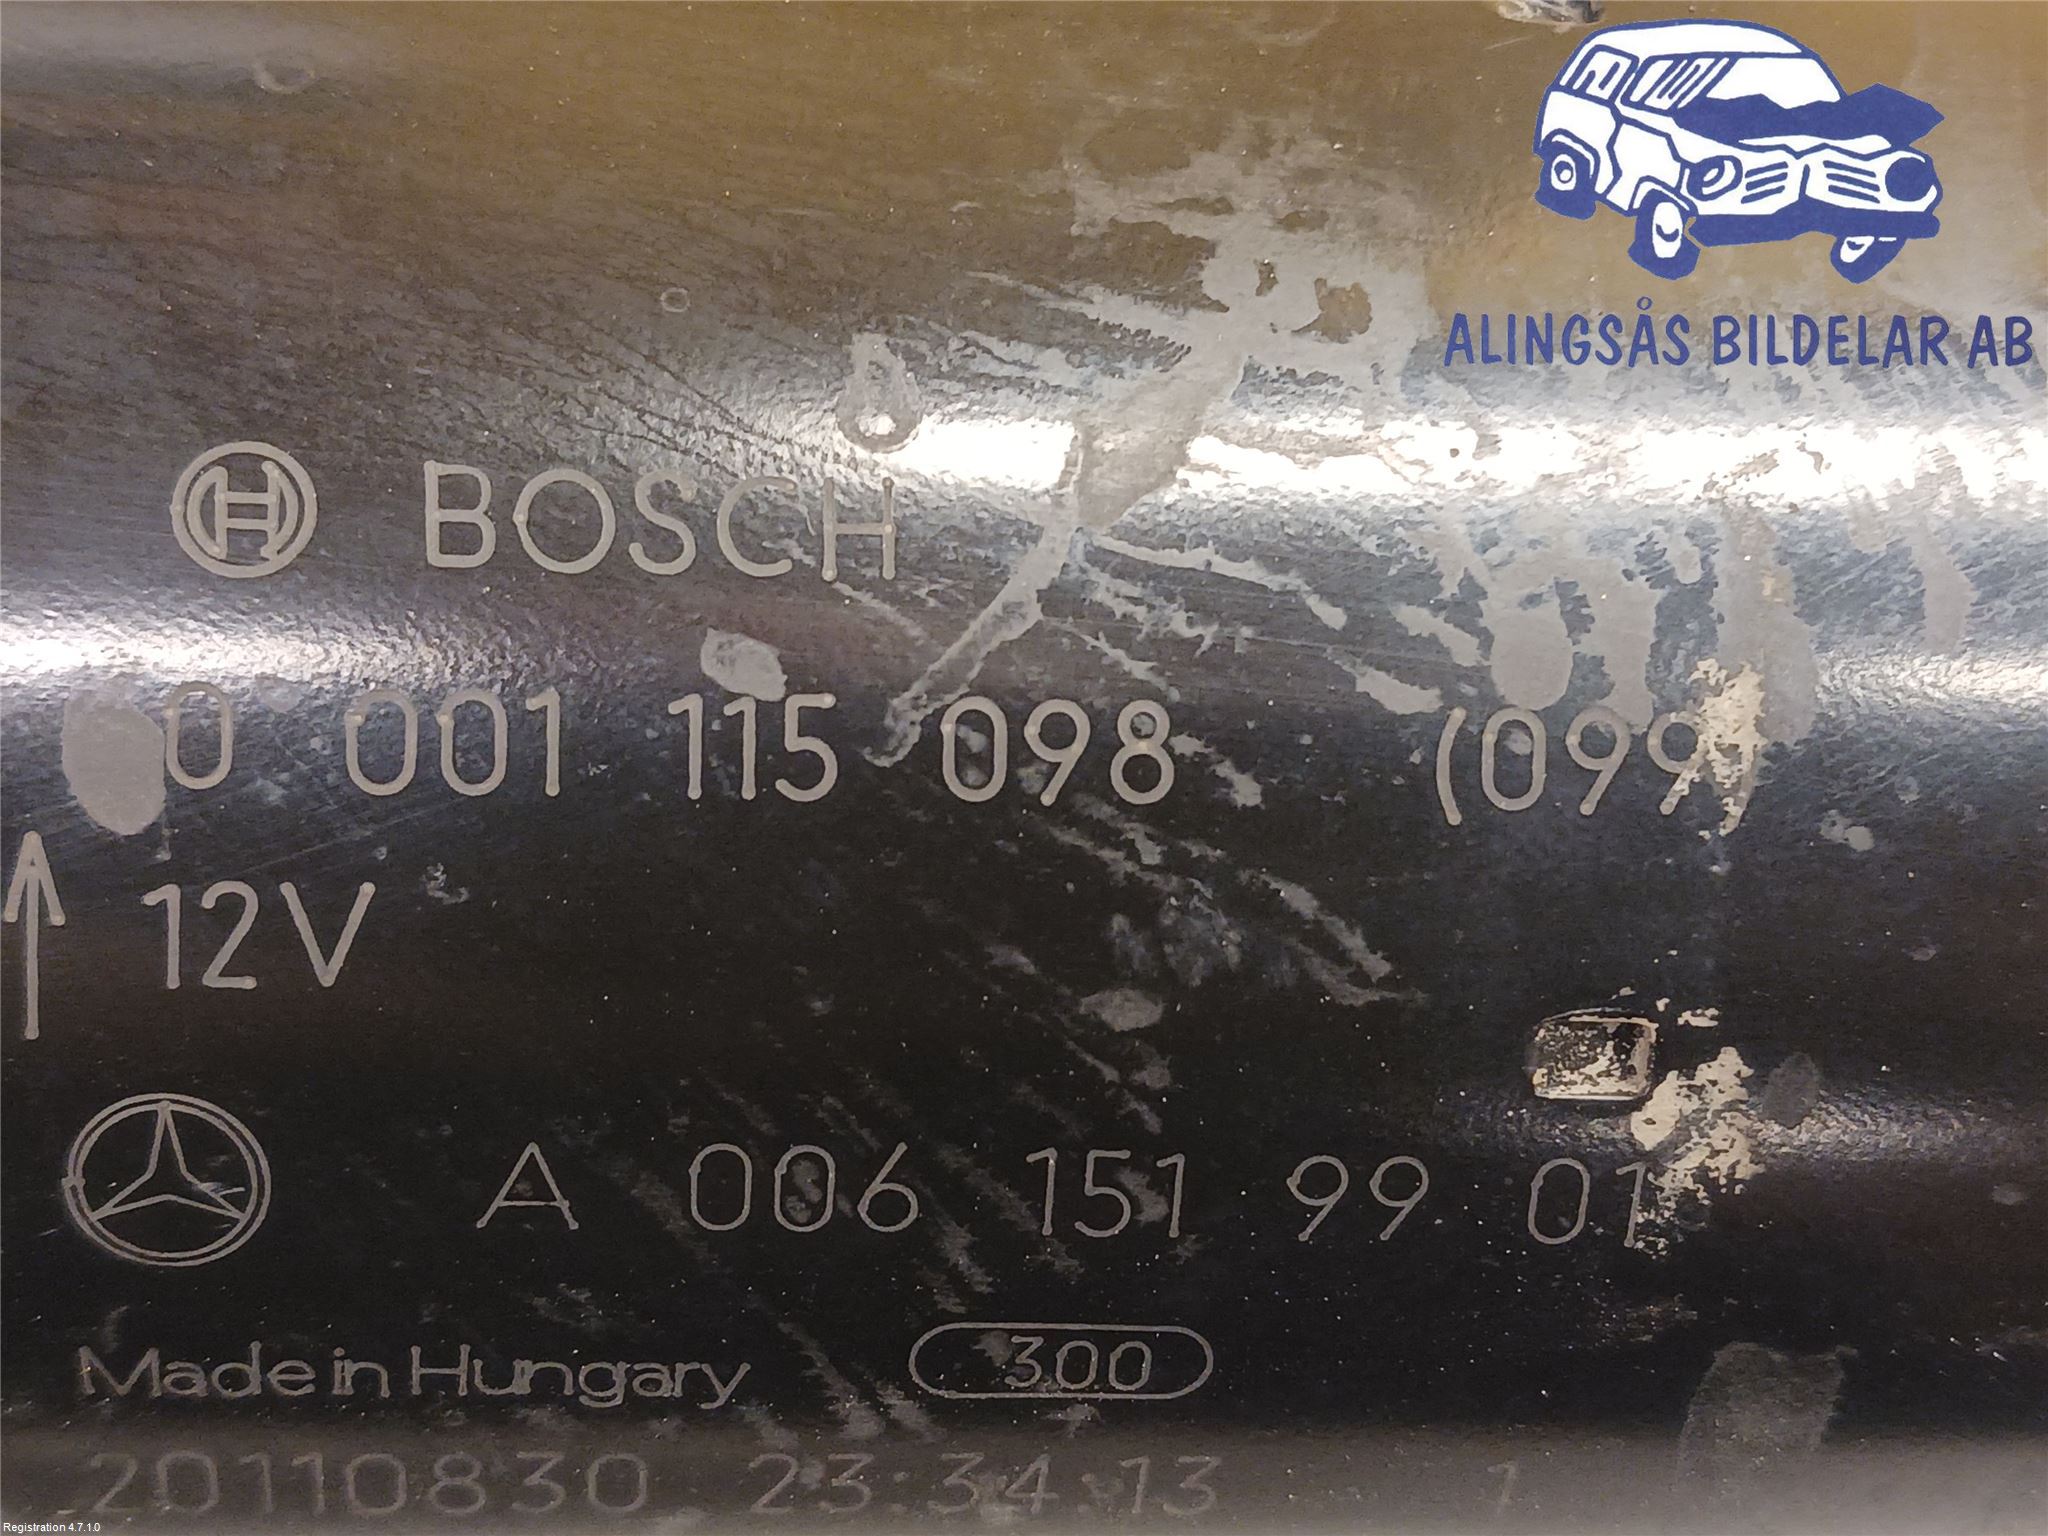 ALINGSÅS BILDELAR AB
BOSCH
0 001 115 098 (099)
12V
A 006 151 99 01
Made in Hungary 300
20110830 23:34:13 1
Registration 4.7.1.0